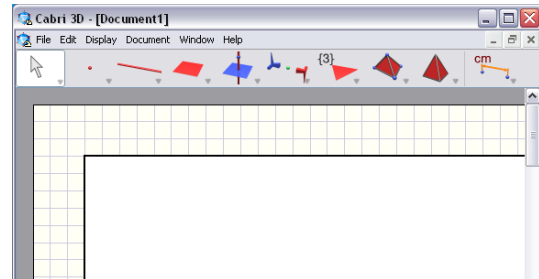 Cabri 3D - [Document1]
File Edit Display Document Window Help
{3}
cm